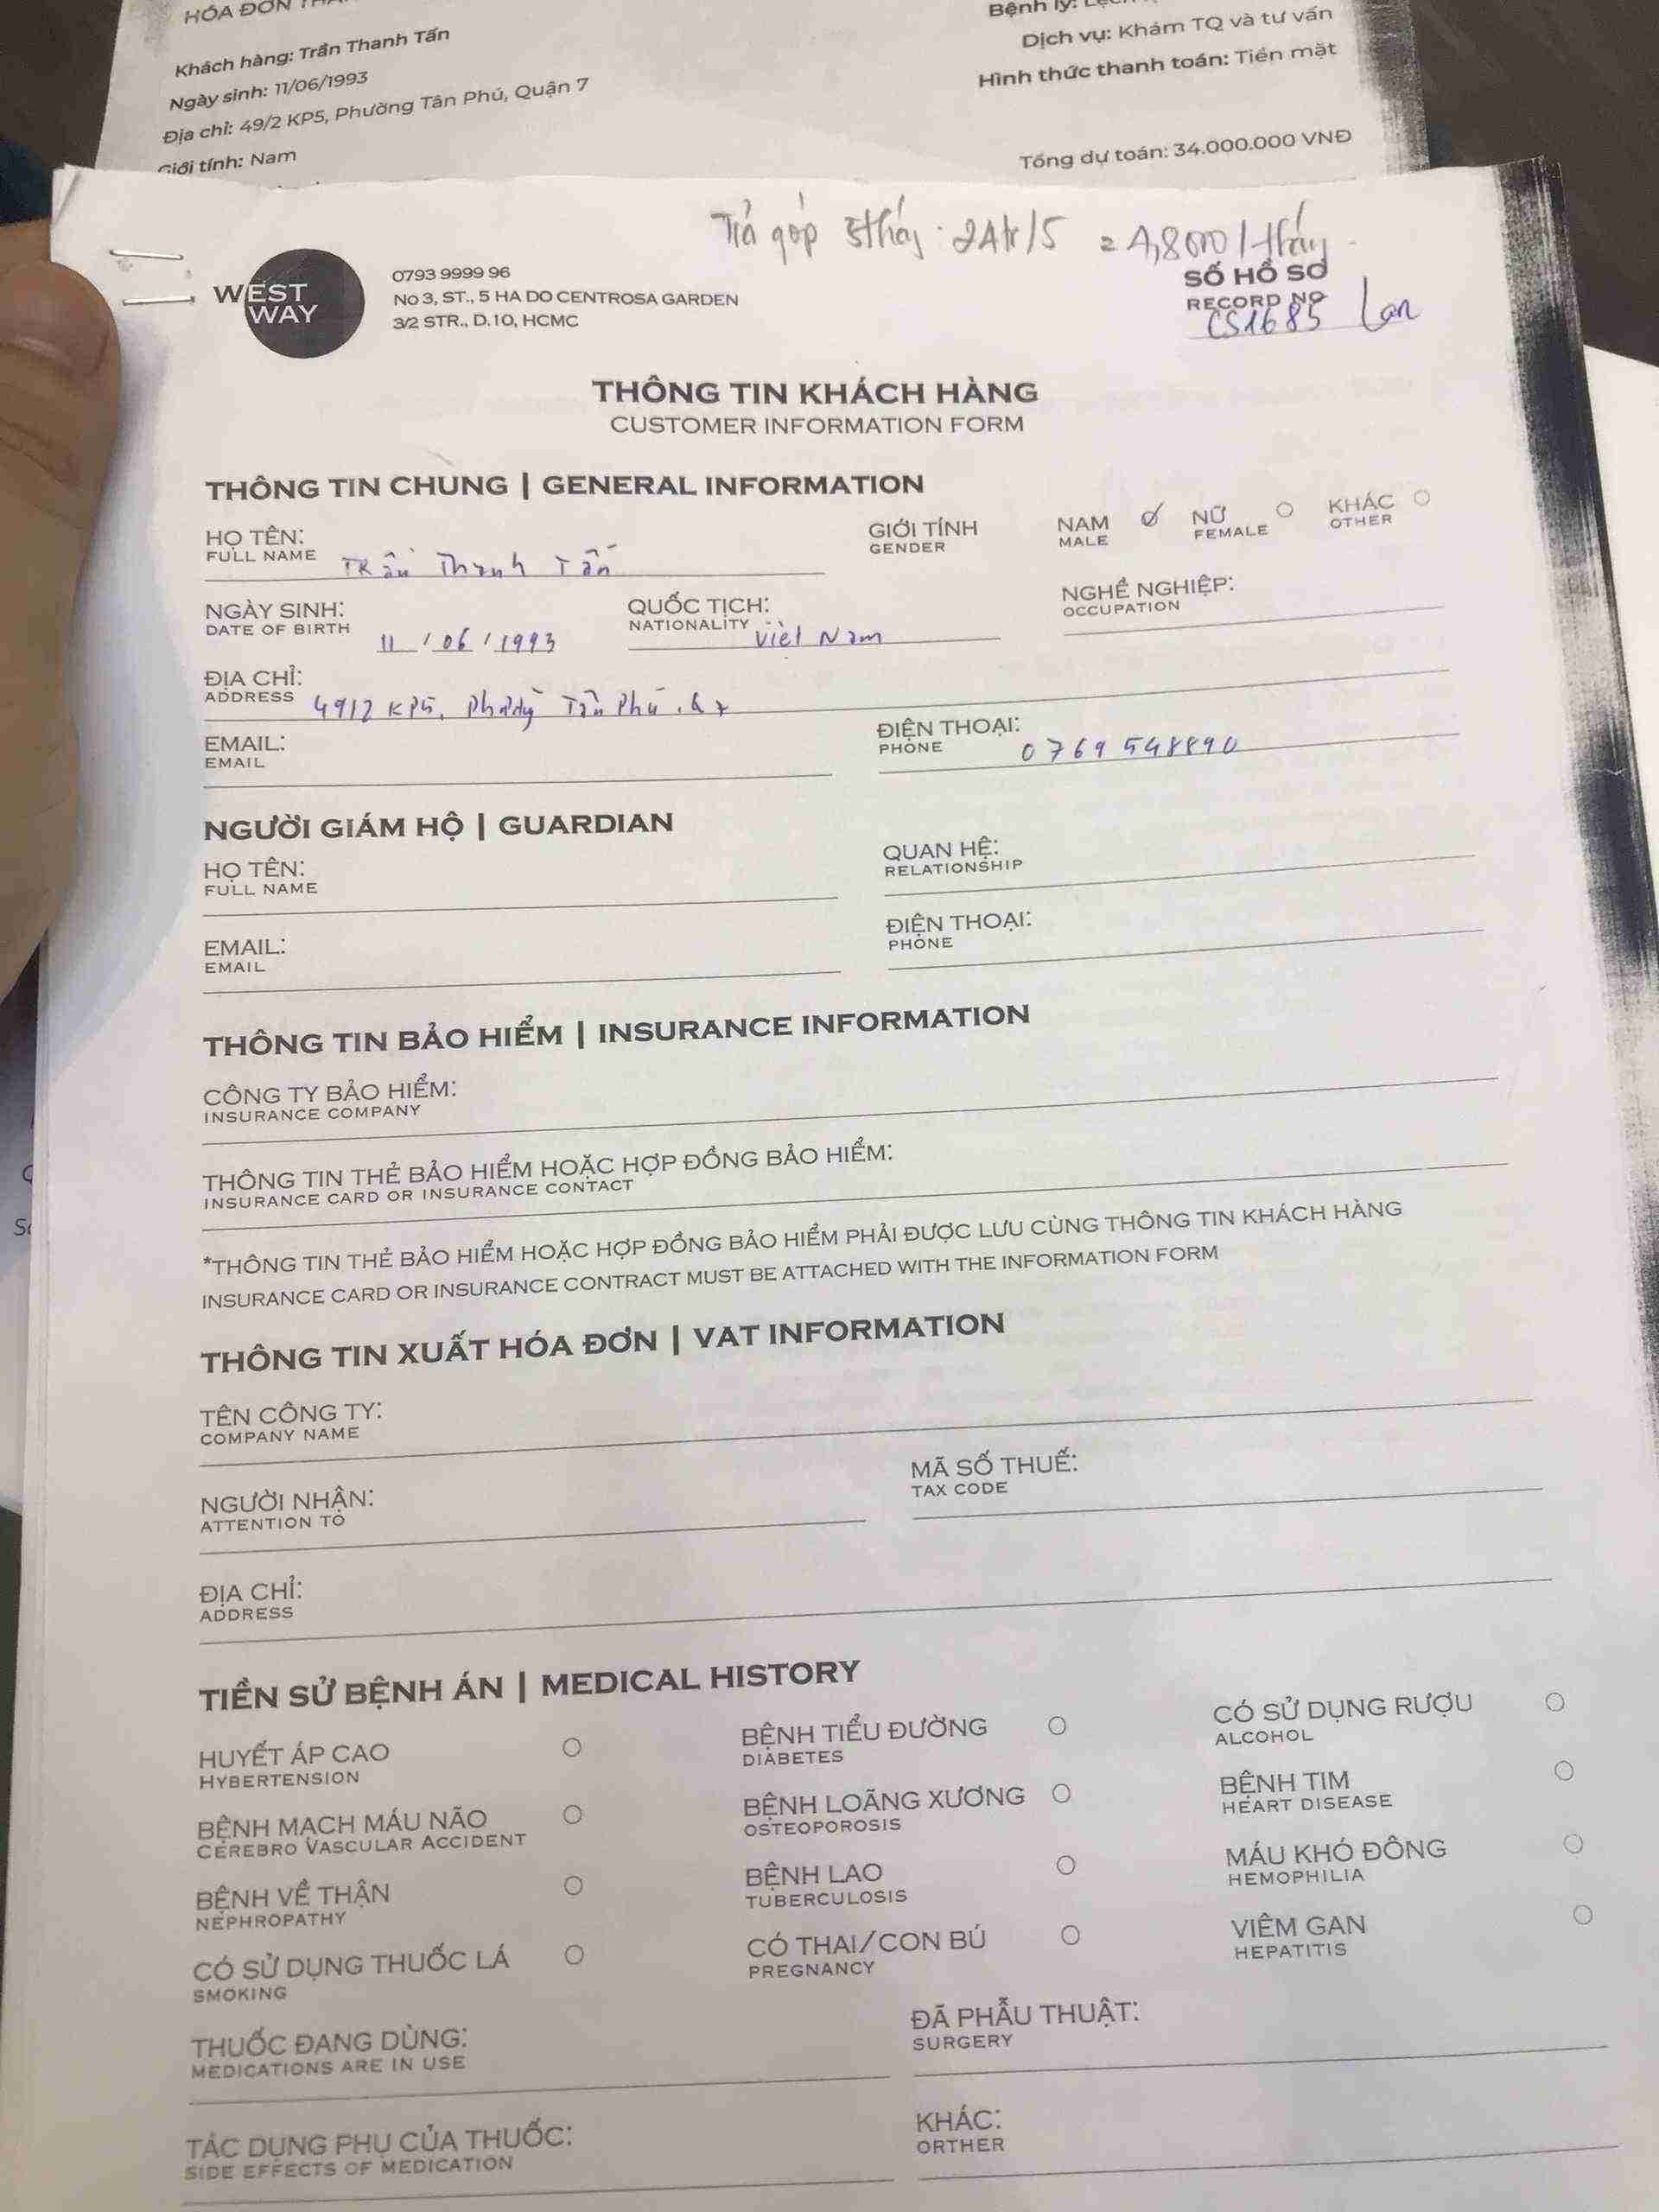 HÓA ĐƠN
Khách hàng: Trần Thanh Tấn
Ngày sinh: 11/06/1993
Địa chỉ: 49/2 KP5, Phường Tân Phú, Quận 7
Giới tính: Nam
Bệnh lý:
Dịch vụ: Khám TQ và tư vấn
Hình thức thanh toán: Tiền mặt
Tổng dự toán: 34.000.000 VNĐ
Trả góp 5 tháng. 24tr/5 = 4,800/tháng
WEST WAY
0793 9999 96
No 3, ST., 5 HA DO CENTROSA GARDEN
3/2 STR., D.10, HCMC
SỐ HỒ SƠ
RECORD NO
CS1685 Lan
THÔNG TIN KHÁCH HÀNG
CUSTOMER INFORMATION FORM
THÔNG TIN CHUNG | GENERAL INFORMATION
HỌ TÊN: Trần Thanh Tấn
FULL NAME
GIỚI TÍNH NAM NỮ KHÁC
GENDER MALE FEMALE OTHER
NGÀY SINH: 11 / 06 / 1993
DATE OF BIRTH
QUỐC TỊCH: Việt Nam
NATIONALITY
NGHỀ NGHIỆP:
OCCUPATION
ĐỊA CHỈ: 49/2 KP5, Phường Tân Phú, Q7
ADDRESS
EMAIL:
EMAIL
ĐIỆN THOẠI: 0769548890
PHONE
NGƯỜI GIÁM HỘ | GUARDIAN
HỌ TÊN:
FULL NAME
QUAN HỆ:
RELATIONSHIP
EMAIL:
EMAIL
ĐIỆN THOẠI:
PHONE
THÔNG TIN BẢO HIỂM | INSURANCE INFORMATION
CÔNG TY BẢO HIỂM:
INSURANCE COMPANY
THÔNG TIN THẺ BẢO HIỂM HOẶC HỢP ĐỒNG BẢO HIỂM:
INSURANCE CARD OR INSURANCE CONTACT
*THÔNG TIN THẺ BẢO HIỂM HOẶC HỢP ĐỒNG BẢO HIỂM PHẢI ĐƯỢC LƯU CÙNG THÔNG TIN KHÁCH HÀNG
INSURANCE CARD OR INSURANCE CONTRACT MUST BE ATTACHED WITH THE INFORMATION FORM
THÔNG TIN XUẤT HÓA ĐƠN | VAT INFORMATION
TÊN CÔNG TY:
COMPANY NAME
NGƯỜI NHẬN:
ATTENTION TO
MÃ SỐ THUẾ:
TAX CODE
ĐỊA CHỈ:
ADDRESS
TIỀN SỬ BỆNH ÁN | MEDICAL HISTORY
HUYẾT ÁP CAO
HYBERTENSION
BỆNH TIỂU ĐƯỜNG
DIABETES
CÓ SỬ DỤNG RƯỢU
ALCOHOL
BỆNH MẠCH MÁU NÃO
CEREBRO VASCULAR ACCIDENT
BỆNH LOÃNG XƯƠNG
OSTEOPOROSIS
BỆNH TIM
HEART DISEASE
BỆNH VỀ THẬN
NEPHROPATHY
BỆNH LAO
TUBERCULOSIS
MÁU KHÓ ĐÔNG
HEMOPHILIA
CÓ SỬ DỤNG THUỐC LÁ
SMOKING
CÓ THAI/CON BÚ
PREGNANCY
VIÊM GAN
HEPATITIS
THUỐC ĐANG DÙNG:
MEDICATIONS ARE IN USE
ĐÃ PHẪU THUẬT:
SURGERY
TÁC DỤNG PHỤ CỦA THUỐC:
SIDE EFFECTS OF MEDICATION
KHÁC:
ORTHER